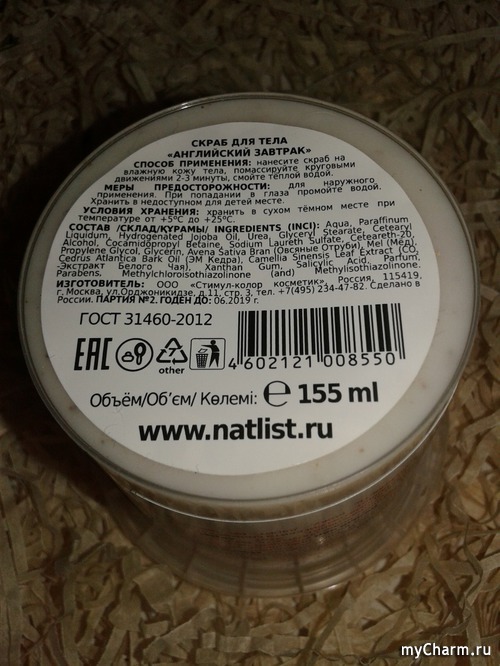 СКРАБ ДЛЯ ТЕЛА
«АНГЛИЙСКИЙ ЗАВТРАК»
СПОСОБ ПРИМЕНЕНИЯ: нанесите скраб на
влажную кожу тела, помассируйте круговыми
движениями 2-3 минуты, смойте тёплой водой.
МЕРЫ ПРЕДОСТОРОЖНОСТИ: для наружного
применения. При попадании в глаза промойте водой.
Хранить в недоступном для детей месте.
УСЛОВИЯ ХРАНЕНИЯ: хранить в сухом тёмном месте при
температуре от +5ºС до +25ºС.
СОСТАВ /СКЛАД/ҚҰРАМЫ/ INGREDIENTS (INCI): Aqua, Paraffinum
Liquidum, Hydrogenated Jojoba Oil, Urea, Glyceryl Stearate, Cetearyl
Alcohol, Cocamidopropyl Betaine, Sodium Laureth Sulfate, Ceteareth-20,
Propylene Glycol, Glycerin, Avena Sativa Bran (Овсяные Отруби), Mel (Мед),
Cedrus Atlantica Bark Oil (ЭМ Кедра), Camellia Sinensis Leaf Extract (CO₂
-Экстракт Белого Чая), Xanthan Gum, Salicylic Acid, Parfum,
Parabens, Methylchlorisothiazolinone (and) Methylisothiazolinone.
ИЗГОТОВИТЕЛЬ: ООО «Стимул-колор косметик» Россия, 115419,
г. Москва, ул.Орджоникидзе, д.11, стр. 3, тел.:+7(495) 234-47-82. Сделано в
России. ПАРТИЯ №2. ГОДЕН ДО: 06.2019 г.
ГОСТ 31460-2012
EAC
other
4 602121 008550
Объём/Об'єм/ Көлемі: ℮ 155 ml
www.natlist.ru
myCharm.ru